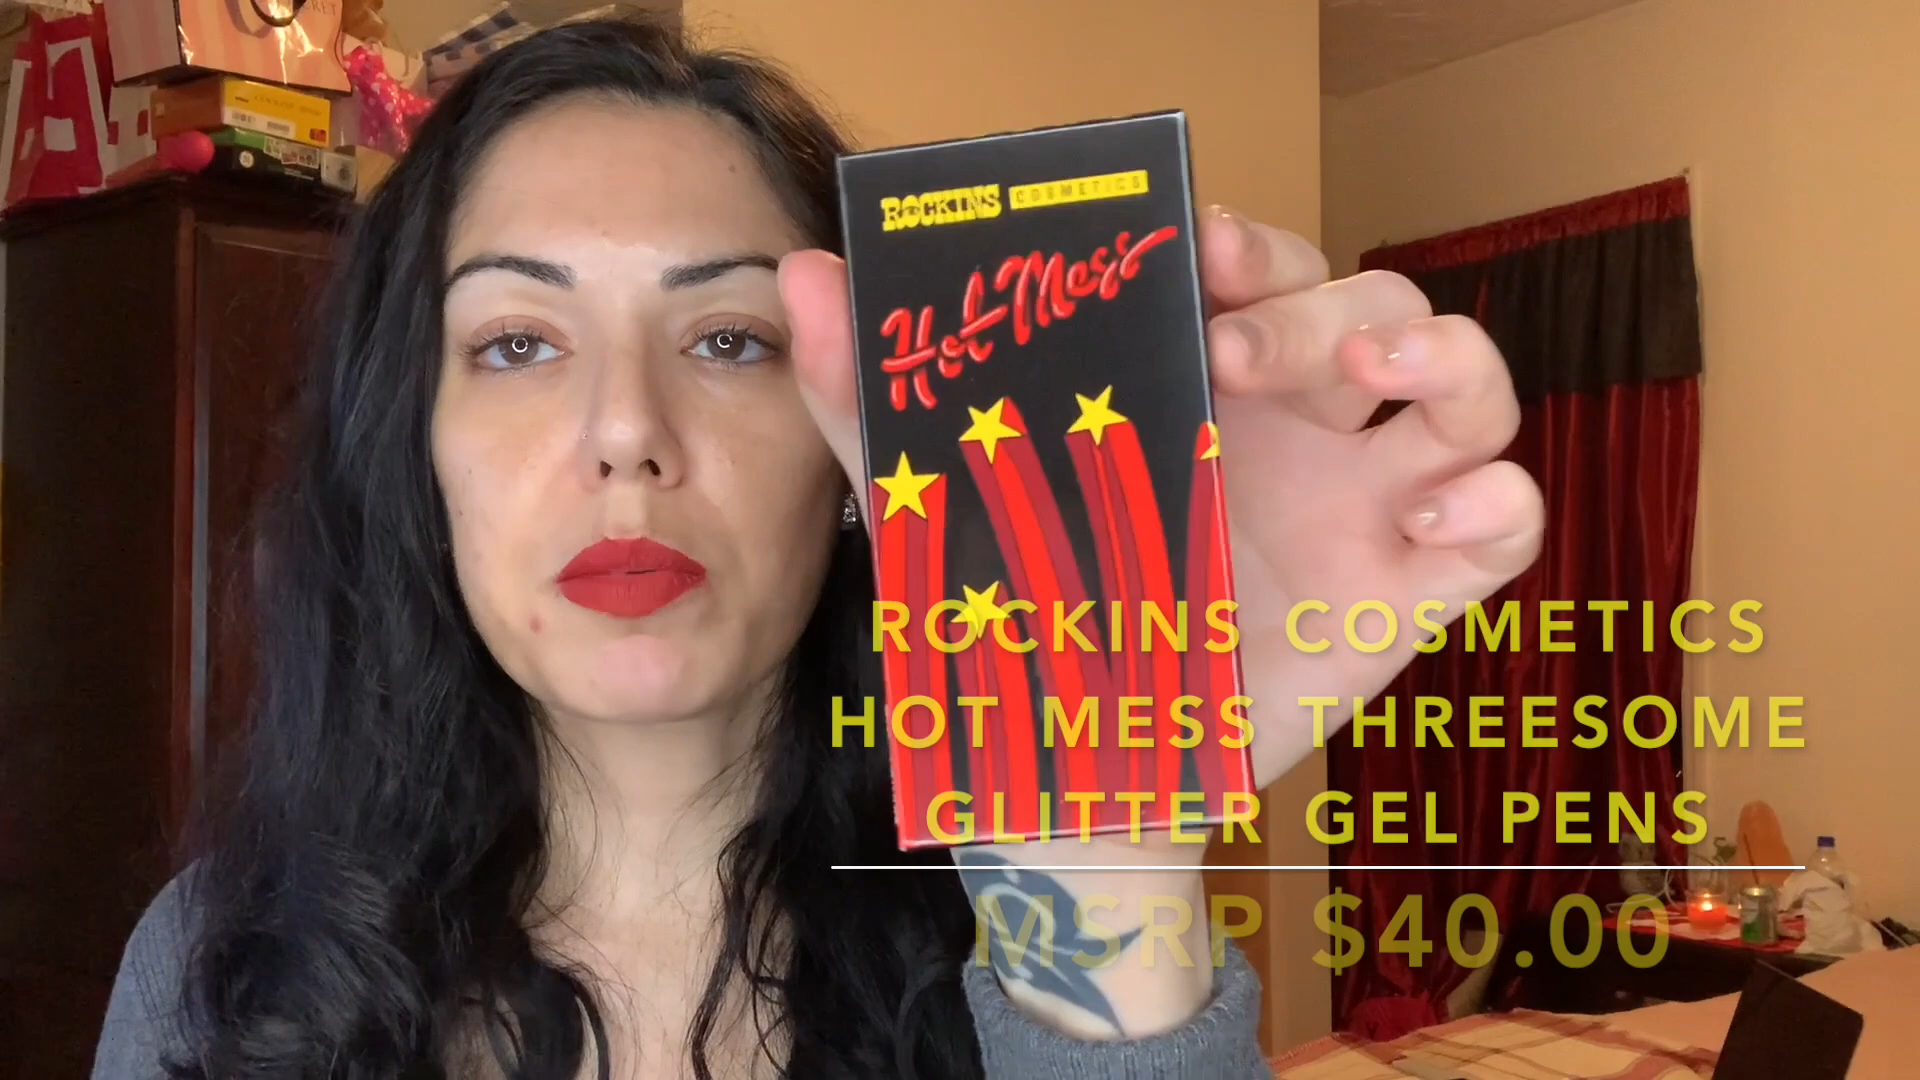 ROCKINS COSMETICS
Hot Mess
ROCKINS COSMETICS
HOT MESS THREESOME
GLITTER GEL PENS
MSRP $40.00